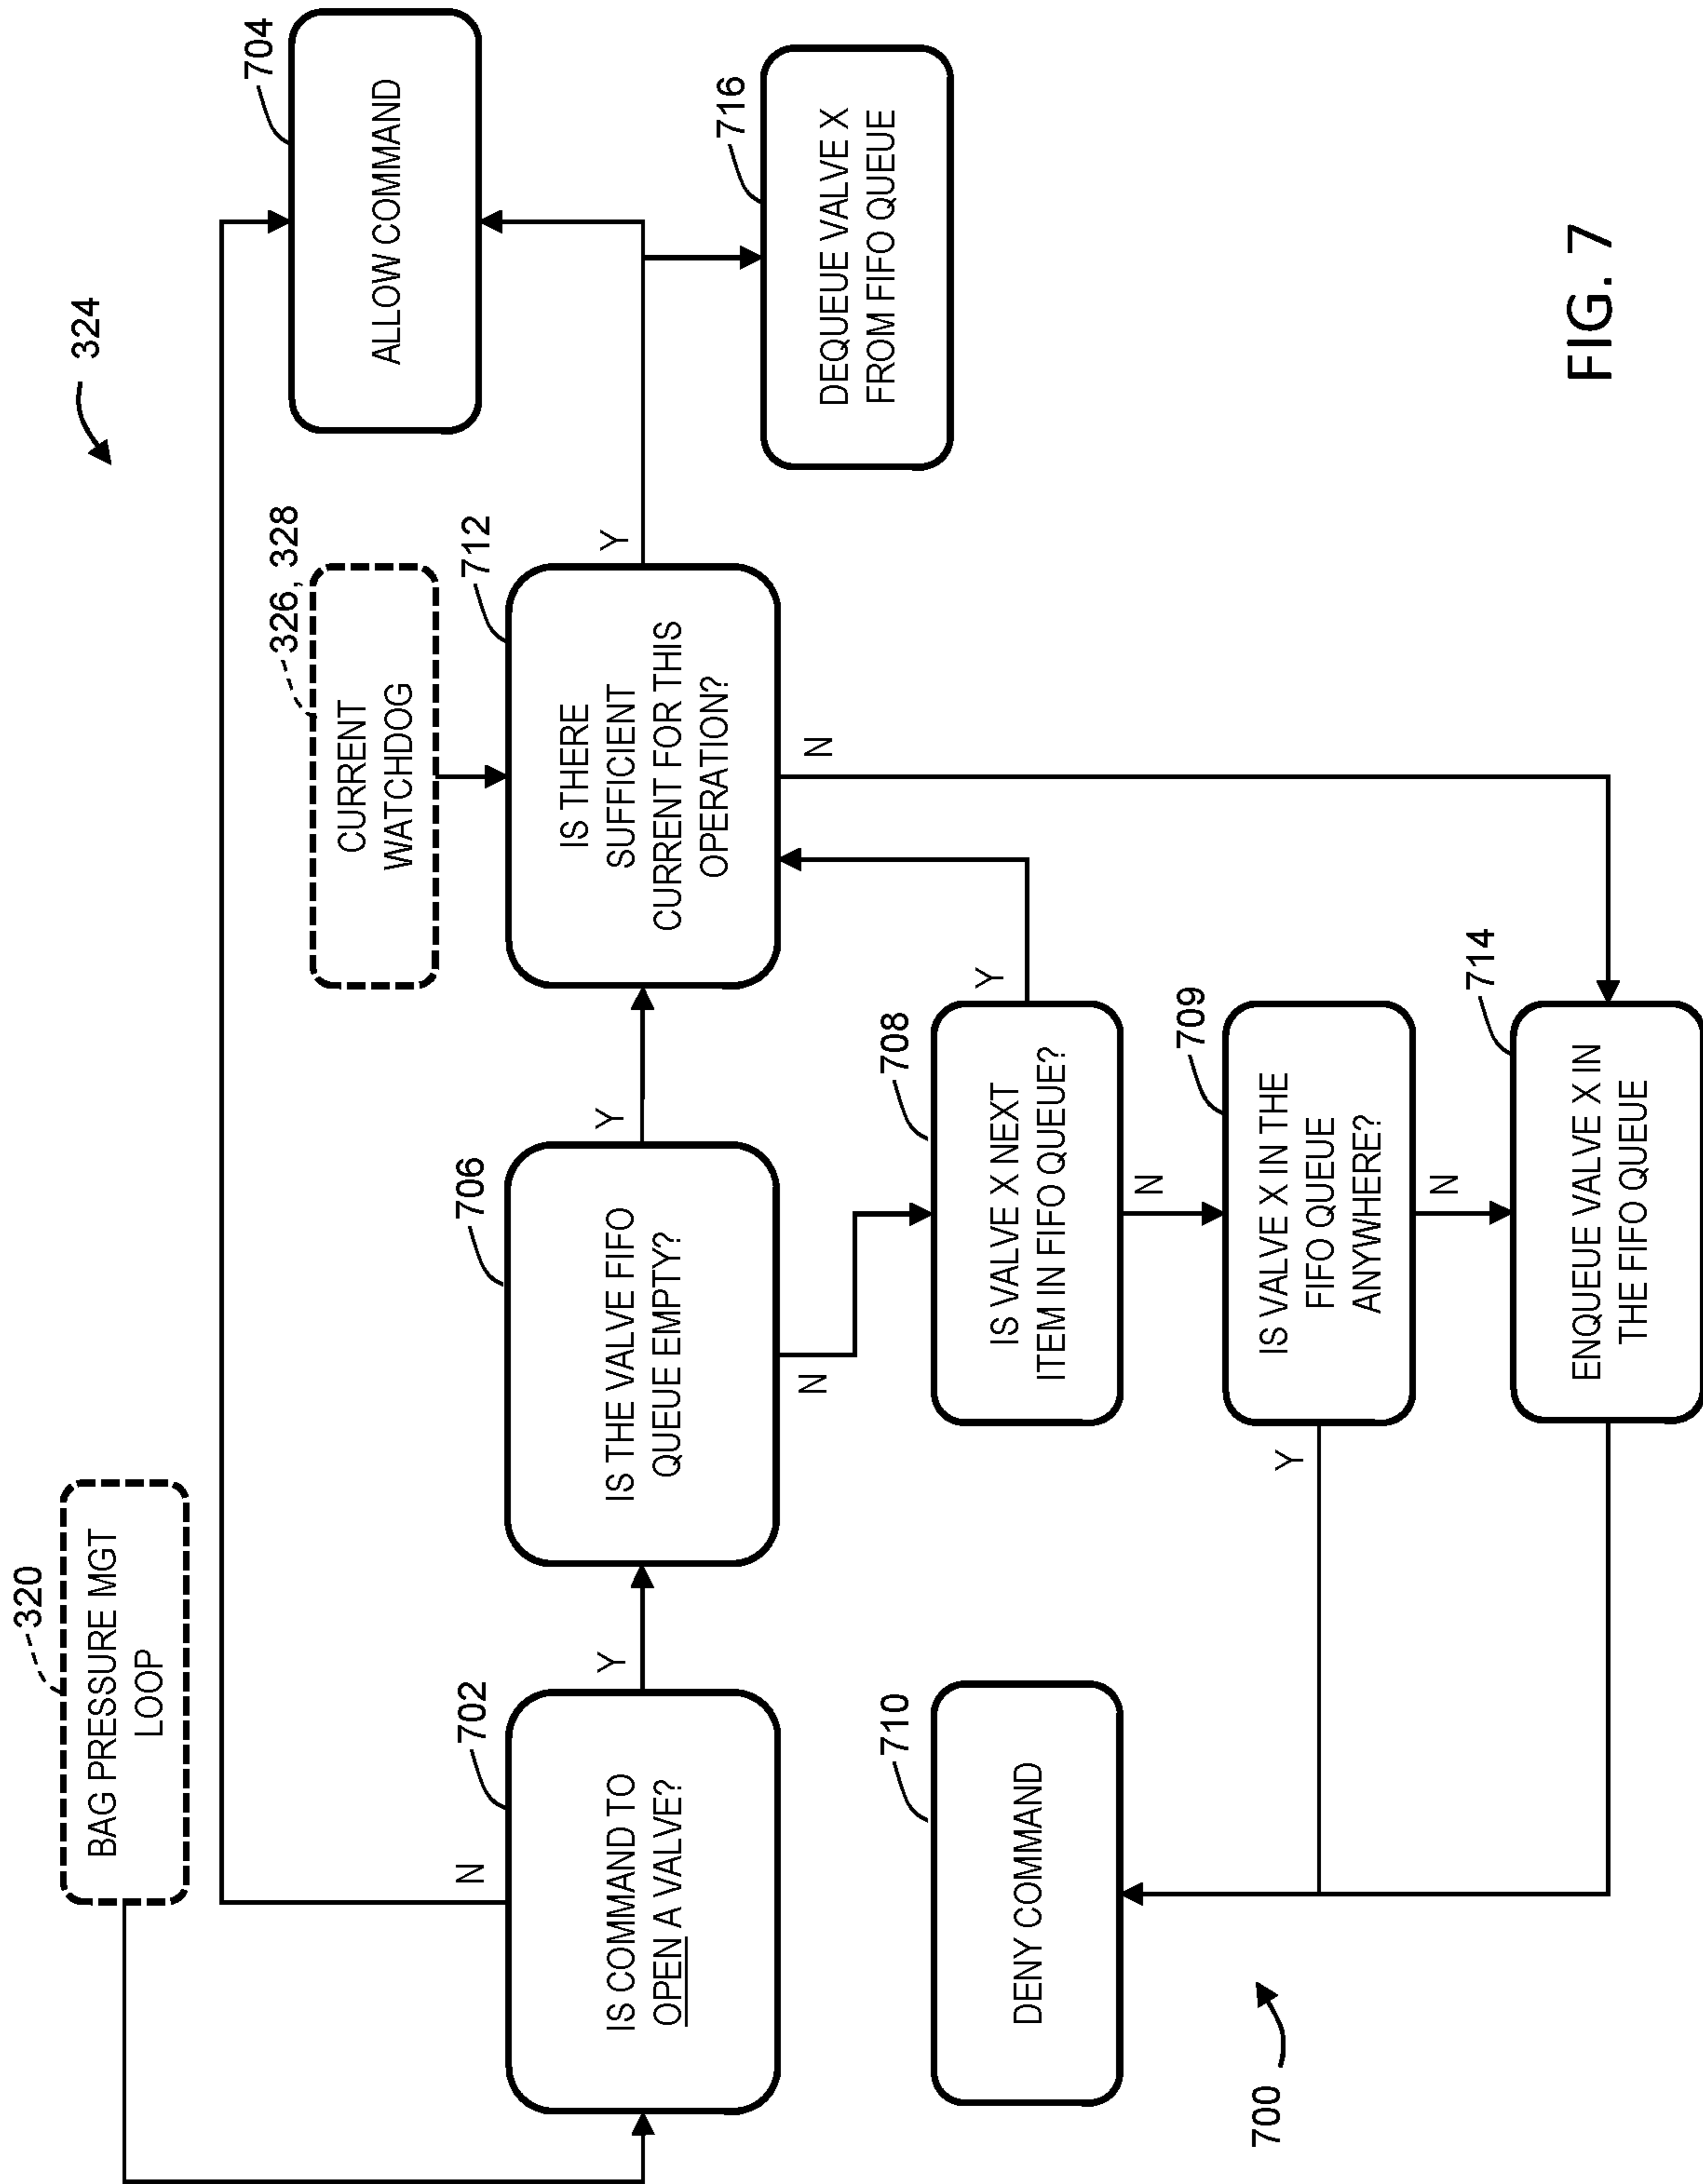 324
320
BAG PRESSURE MGT
LOOP
326, 328
CURRENT
WATCHDOG
704
ALLOW COMMAND
N
702
IS COMMAND TO
OPEN A VALVE?
Y
706
IS THE VALVE FIFO
QUEUE EMPTY?
Y
712
IS THERE
SUFFICIENT
CURRENT FOR THIS
OPERATION?
Y
716
DEQUEUE VALVE X
FROM FIFO QUEUE
N
N
710
DENY COMMAND
708
IS VALVE X NEXT
ITEM IN FIFO QUEUE?
Y
N
709
IS VALVE X IN THE
FIFO QUEUE
ANYWHERE?
Y
N
714
ENQUEUE VALVE X IN
THE FIFO QUEUE
700
FIG. 7